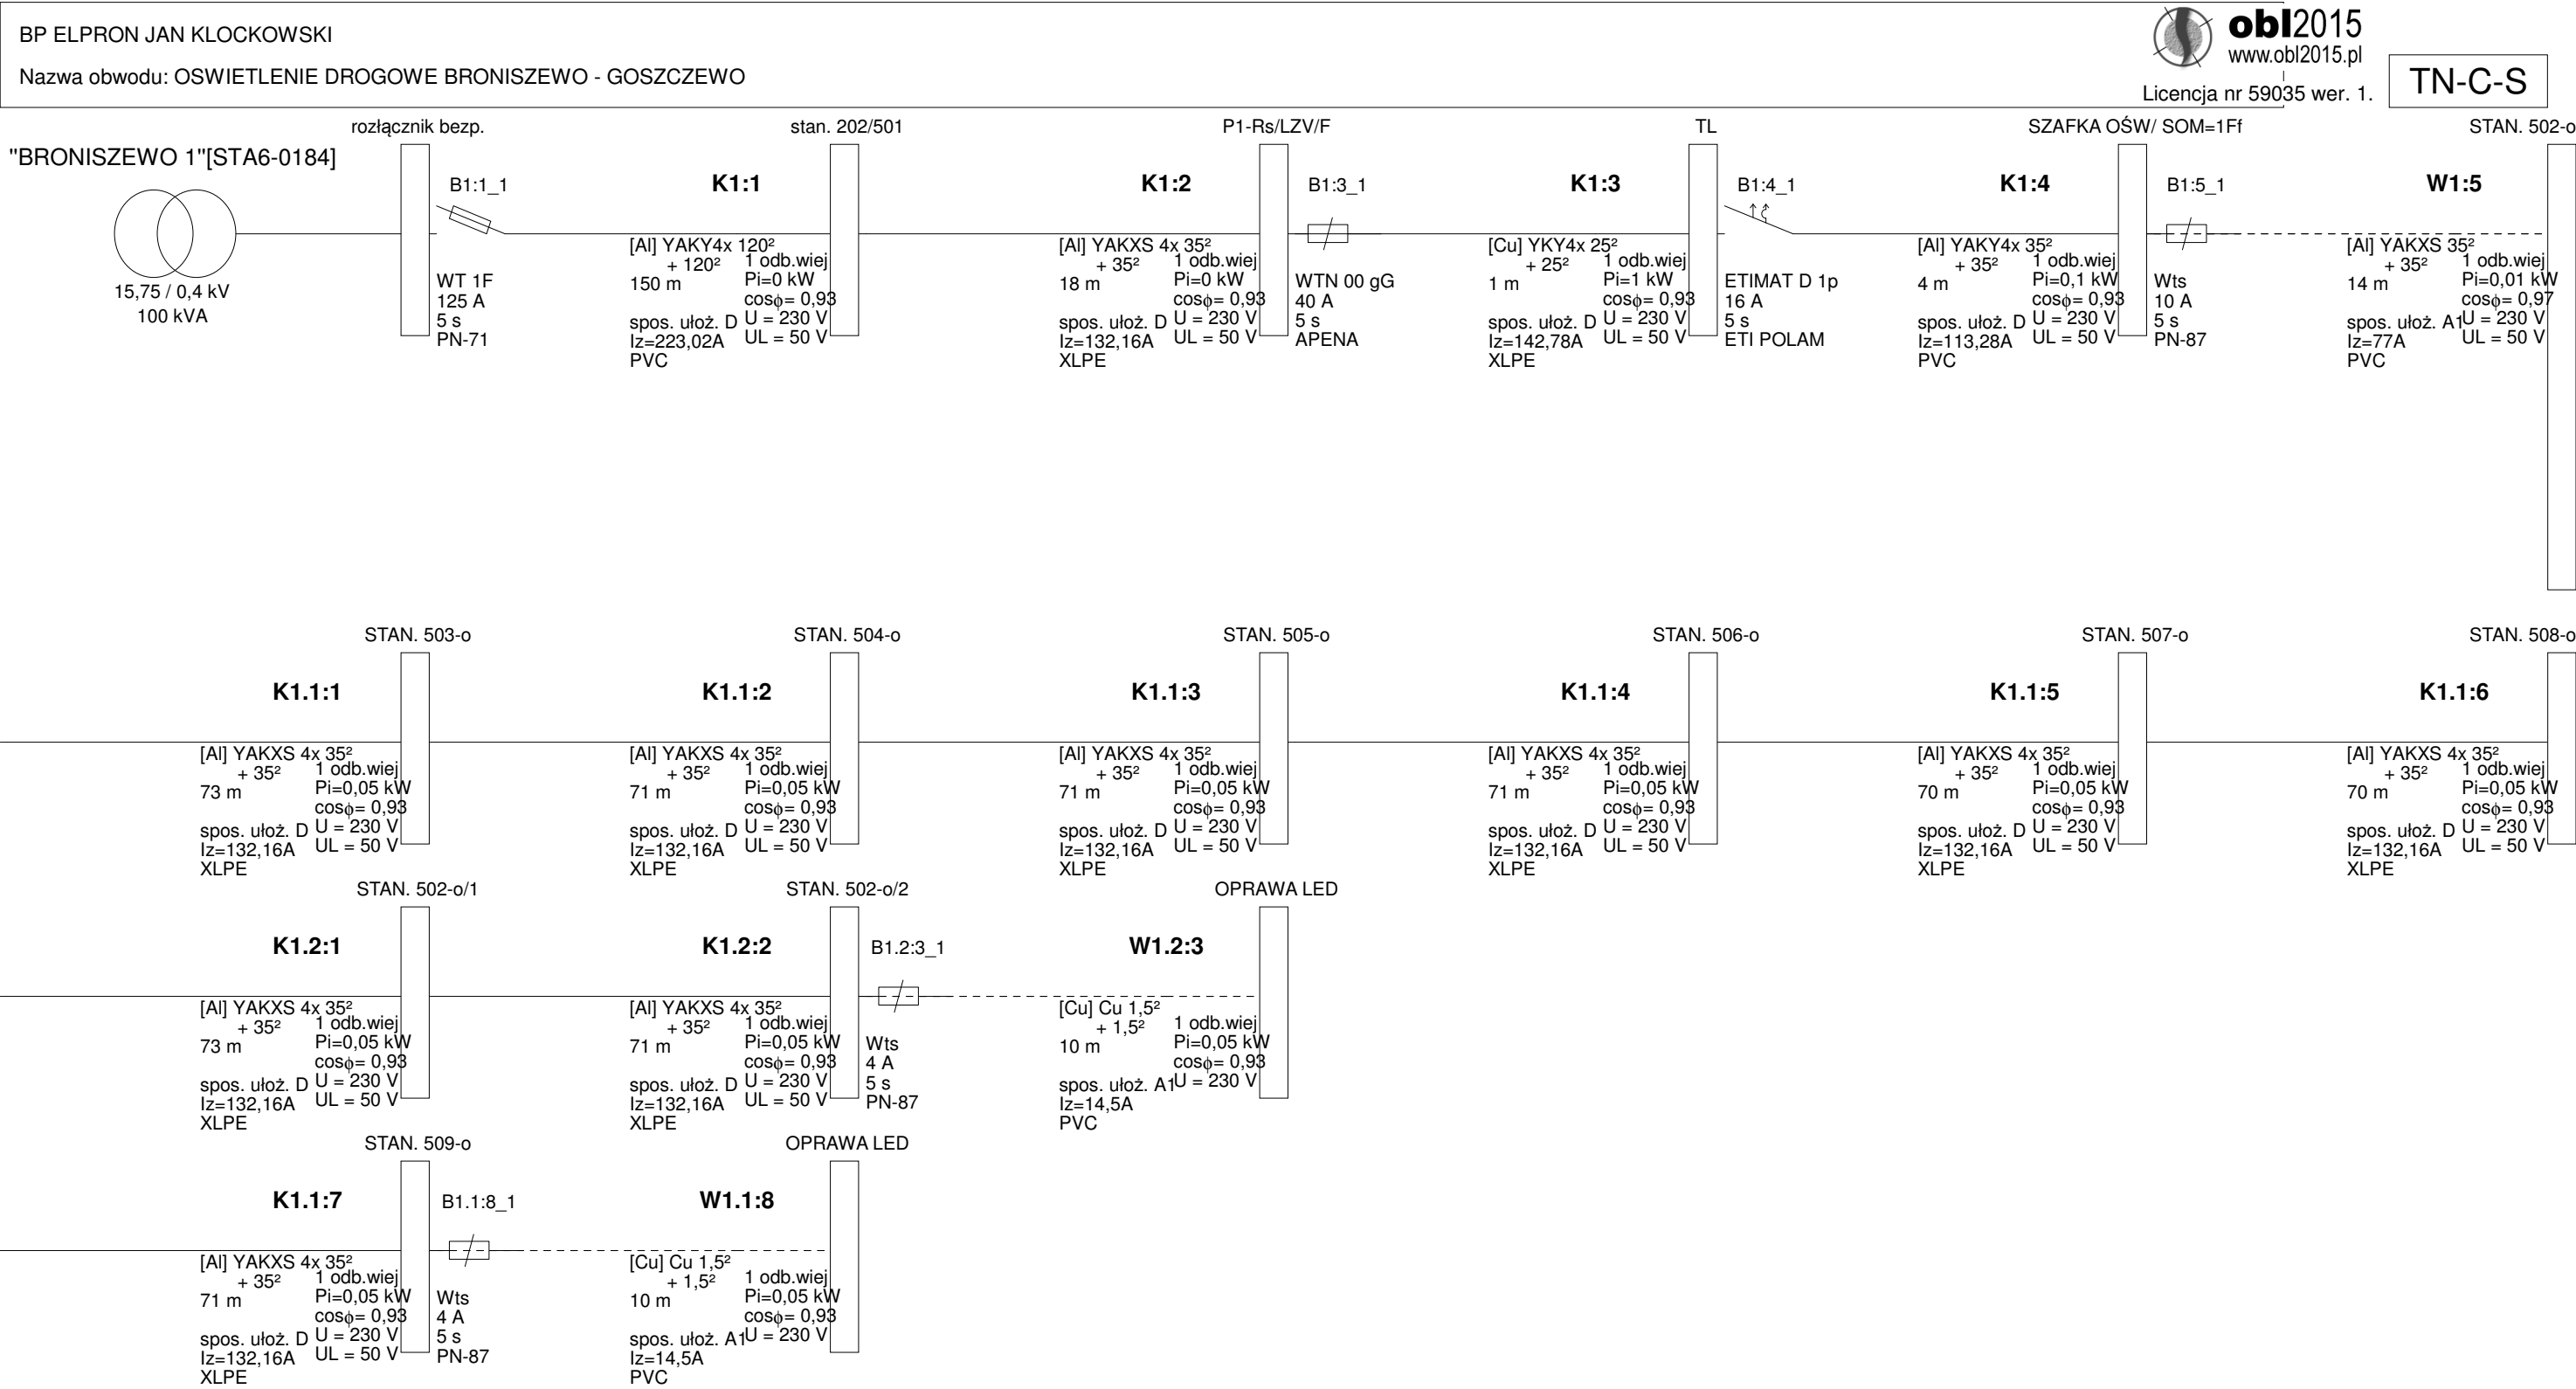 BP ELPRON JAN KLOCKOWSKI
Nazwa obwodu: OSWIETLENIE DROGOWE BRONISZEWO - GOSZCZEWO
obl2015
www.obl2015.pl
Licencja nr 59035 wer. 1.
TN-C-S
"BRONISZEWO 1"[STA6-0184]
15,75 / 0,4 kV
100 kVA
rozłącznik bezp.
B1:1_1
WT 1F
125 A
5 s
PN-71
K1:1
[Al] YAKY4x 120²
+ 120²
150 m
spos. ułoż. D
Iz=223,02A
PVC
1 odb.wiej
Pi=0 kW
cosϕ= 0,93
U = 230 V
UL = 50 V
stan. 202/501
K1:2
[Al] YAKXS 4x 35²
+ 35²
18 m
spos. ułoż. D
Iz=132,16A
XLPE
1 odb.wiej
Pi=0 kW
cosϕ= 0,93
U = 230 V
UL = 50 V
P1-Rs/LZV/F
B1:3_1
WTN 00 gG
40 A
5 s
APENA
K1:3
[Cu] YKY4x 25²
+ 25²
1 m
spos. ułoż. D
Iz=142,78A
XLPE
1 odb.wiej
Pi=1 kW
cosϕ= 0,93
U = 230 V
UL = 50 V
TL
B1:4_1
ETIMAT D 1p
16 A
5 s
ETI POLAM
K1:4
[Al] YAKY4x 35²
+ 35²
4 m
spos. ułoż. D
Iz=113,28A
PVC
1 odb.wiej
Pi=0,1 kW
cosϕ= 0,93
U = 230 V
UL = 50 V
SZAFKA OŚW/ SOM=1Ff
B1:5_1
Wts
10 A
5 s
PN-87
W1:5
[Al] YAKXS 35²
+ 35²
14 m
spos. ułoż. A1
Iz=77A
PVC
1 odb.wiej
Pi=0,01 kW
cosϕ= 0,97
U = 230 V
UL = 50 V
STAN. 502-o
K1.1:1
[Al] YAKXS 4x 35²
+ 35²
73 m
spos. ułoż. D
Iz=132,16A
XLPE
1 odb.wiej
Pi=0,05 kW
cosϕ= 0,93
U = 230 V
UL = 50 V
STAN. 503-o
K1.1:2
[Al] YAKXS 4x 35²
+ 35²
71 m
spos. ułoż. D
Iz=132,16A
XLPE
1 odb.wiej
Pi=0,05 kW
cosϕ= 0,93
U = 230 V
UL = 50 V
STAN. 504-o
K1.1:3
[Al] YAKXS 4x 35²
+ 35²
71 m
spos. ułoż. D
Iz=132,16A
XLPE
1 odb.wiej
Pi=0,05 kW
cosϕ= 0,93
U = 230 V
UL = 50 V
STAN. 505-o
K1.1:4
[Al] YAKXS 4x 35²
+ 35²
71 m
spos. ułoż. D
Iz=132,16A
XLPE
1 odb.wiej
Pi=0,05 kW
cosϕ= 0,93
U = 230 V
UL = 50 V
STAN. 506-o
K1.1:5
[Al] YAKXS 4x 35²
+ 35²
70 m
spos. ułoż. D
Iz=132,16A
XLPE
1 odb.wiej
Pi=0,05 kW
cosϕ= 0,93
U = 230 V
UL = 50 V
STAN. 507-o
K1.1:6
[Al] YAKXS 4x 35²
+ 35²
70 m
spos. ułoż. D
Iz=132,16A
XLPE
1 odb.wiej
Pi=0,05 kW
cosϕ= 0,93
U = 230 V
UL = 50 V
STAN. 508-o
K1.2:1
[Al] YAKXS 4x 35²
+ 35²
73 m
spos. ułoż. D
Iz=132,16A
XLPE
1 odb.wiej
Pi=0,05 kW
cosϕ= 0,93
U = 230 V
UL = 50 V
STAN. 502-o/1
K1.2:2
[Al] YAKXS 4x 35²
+ 35²
71 m
spos. ułoż. D
Iz=132,16A
XLPE
1 odb.wiej
Pi=0,05 kW
cosϕ= 0,93
U = 230 V
UL = 50 V
STAN. 502-o/2
B1.2:3_1
Wts
4 A
5 s
PN-87
W1.2:3
[Cu] Cu 1,5²
+ 1,5²
10 m
spos. ułoż. A1
Iz=14,5A
PVC
1 odb.wiej
Pi=0,05 kW
cosϕ= 0,93
U = 230 V
OPRAWA LED
K1.1:7
[Al] YAKXS 4x 35²
+ 35²
71 m
spos. ułoż. D
Iz=132,16A
XLPE
1 odb.wiej
Pi=0,05 kW
cosϕ= 0,93
U = 230 V
UL = 50 V
STAN. 509-o
B1.1:8_1
Wts
4 A
5 s
PN-87
W1.1:8
[Cu] Cu 1,5²
+ 1,5²
10 m
spos. ułoż. A1
Iz=14,5A
PVC
1 odb.wiej
Pi=0,05 kW
cosϕ= 0,93
U = 230 V
OPRAWA LED